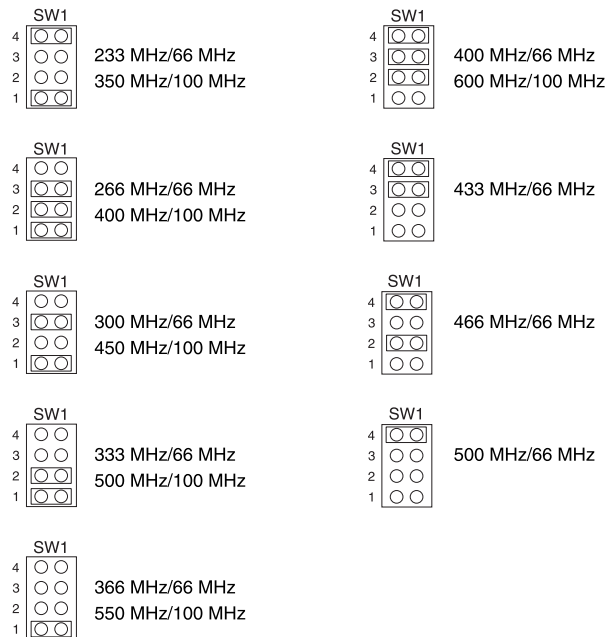 SW1
4
3
2
1
233 MHz/66 MHz
350 MHz/100 MHz
SW1
4
3
2
1
266 MHz/66 MHz
400 MHz/100 MHz
SW1
4
3
2
1
300 MHz/66 MHz
450 MHz/100 MHz
SW1
4
3
2
1
333 MHz/66 MHz
500 MHz/100 MHz
SW1
4
3
2
1
366 MHz/66 MHz
550 MHz/100 MHz
SW1
4
3
2
1
400 MHz/66 MHz
600 MHz/100 MHz
SW1
4
3
2
1
433 MHz/66 MHz
SW1
4
3
2
1
466 MHz/66 MHz
SW1
4
3
2
1
500 MHz/66 MHz